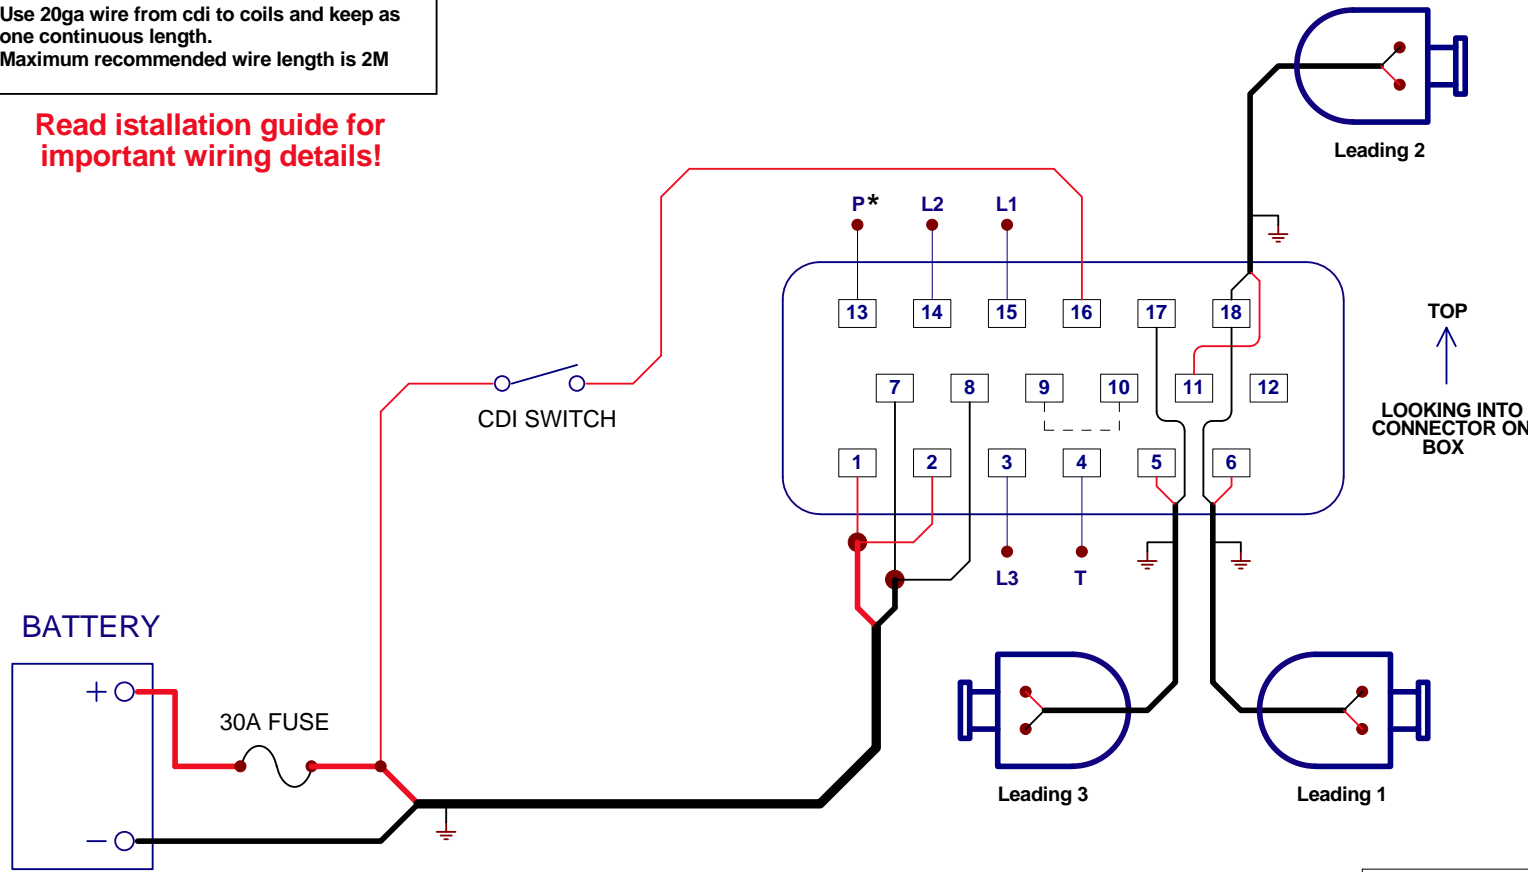 Use 20ga wire from cdi to coils and keep as
one continuous length.
Maximum recommended wire length is 2M
Read istallation guide for
important wiring details!
Leading 2
P* L2 L1
13 14 15 16 17 18
TOP
7 8 9 10 11 12
CDI SWITCH
LOOKING INTO
CONNECTOR ON
BOX
1 2 3 4 5 6
L3 T
BATTERY
+
30A FUSE
−
Leading 3
Leading 1